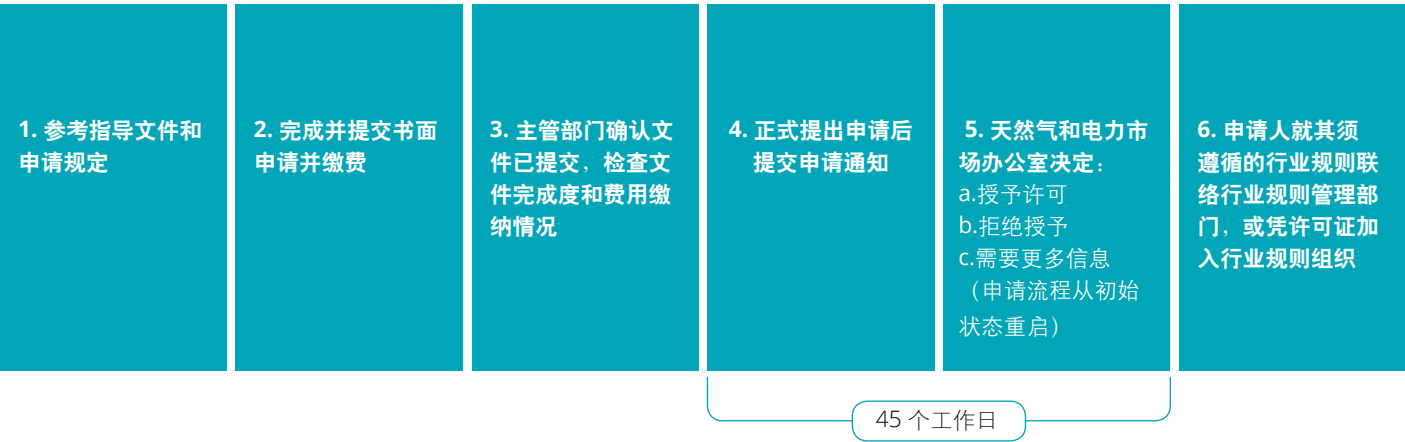 1. 参考指导文件和
申请规定
2. 完成并提交书面
申请并缴费
3. 主管部门确认文
件已提交，检查文
件完成度和费用缴
纳情况
4. 正式提出申请后
提交申请通知
5. 天然气和电力市
场办公室决定：
a.授予许可
b.拒绝授予
c.需要更多信息
（申请流程从初始
状态重启）
6. 申请人就其须
遵循的行业规则联
络行业规则管理部
门，或凭许可证加
入行业规则组织
45 个工作日